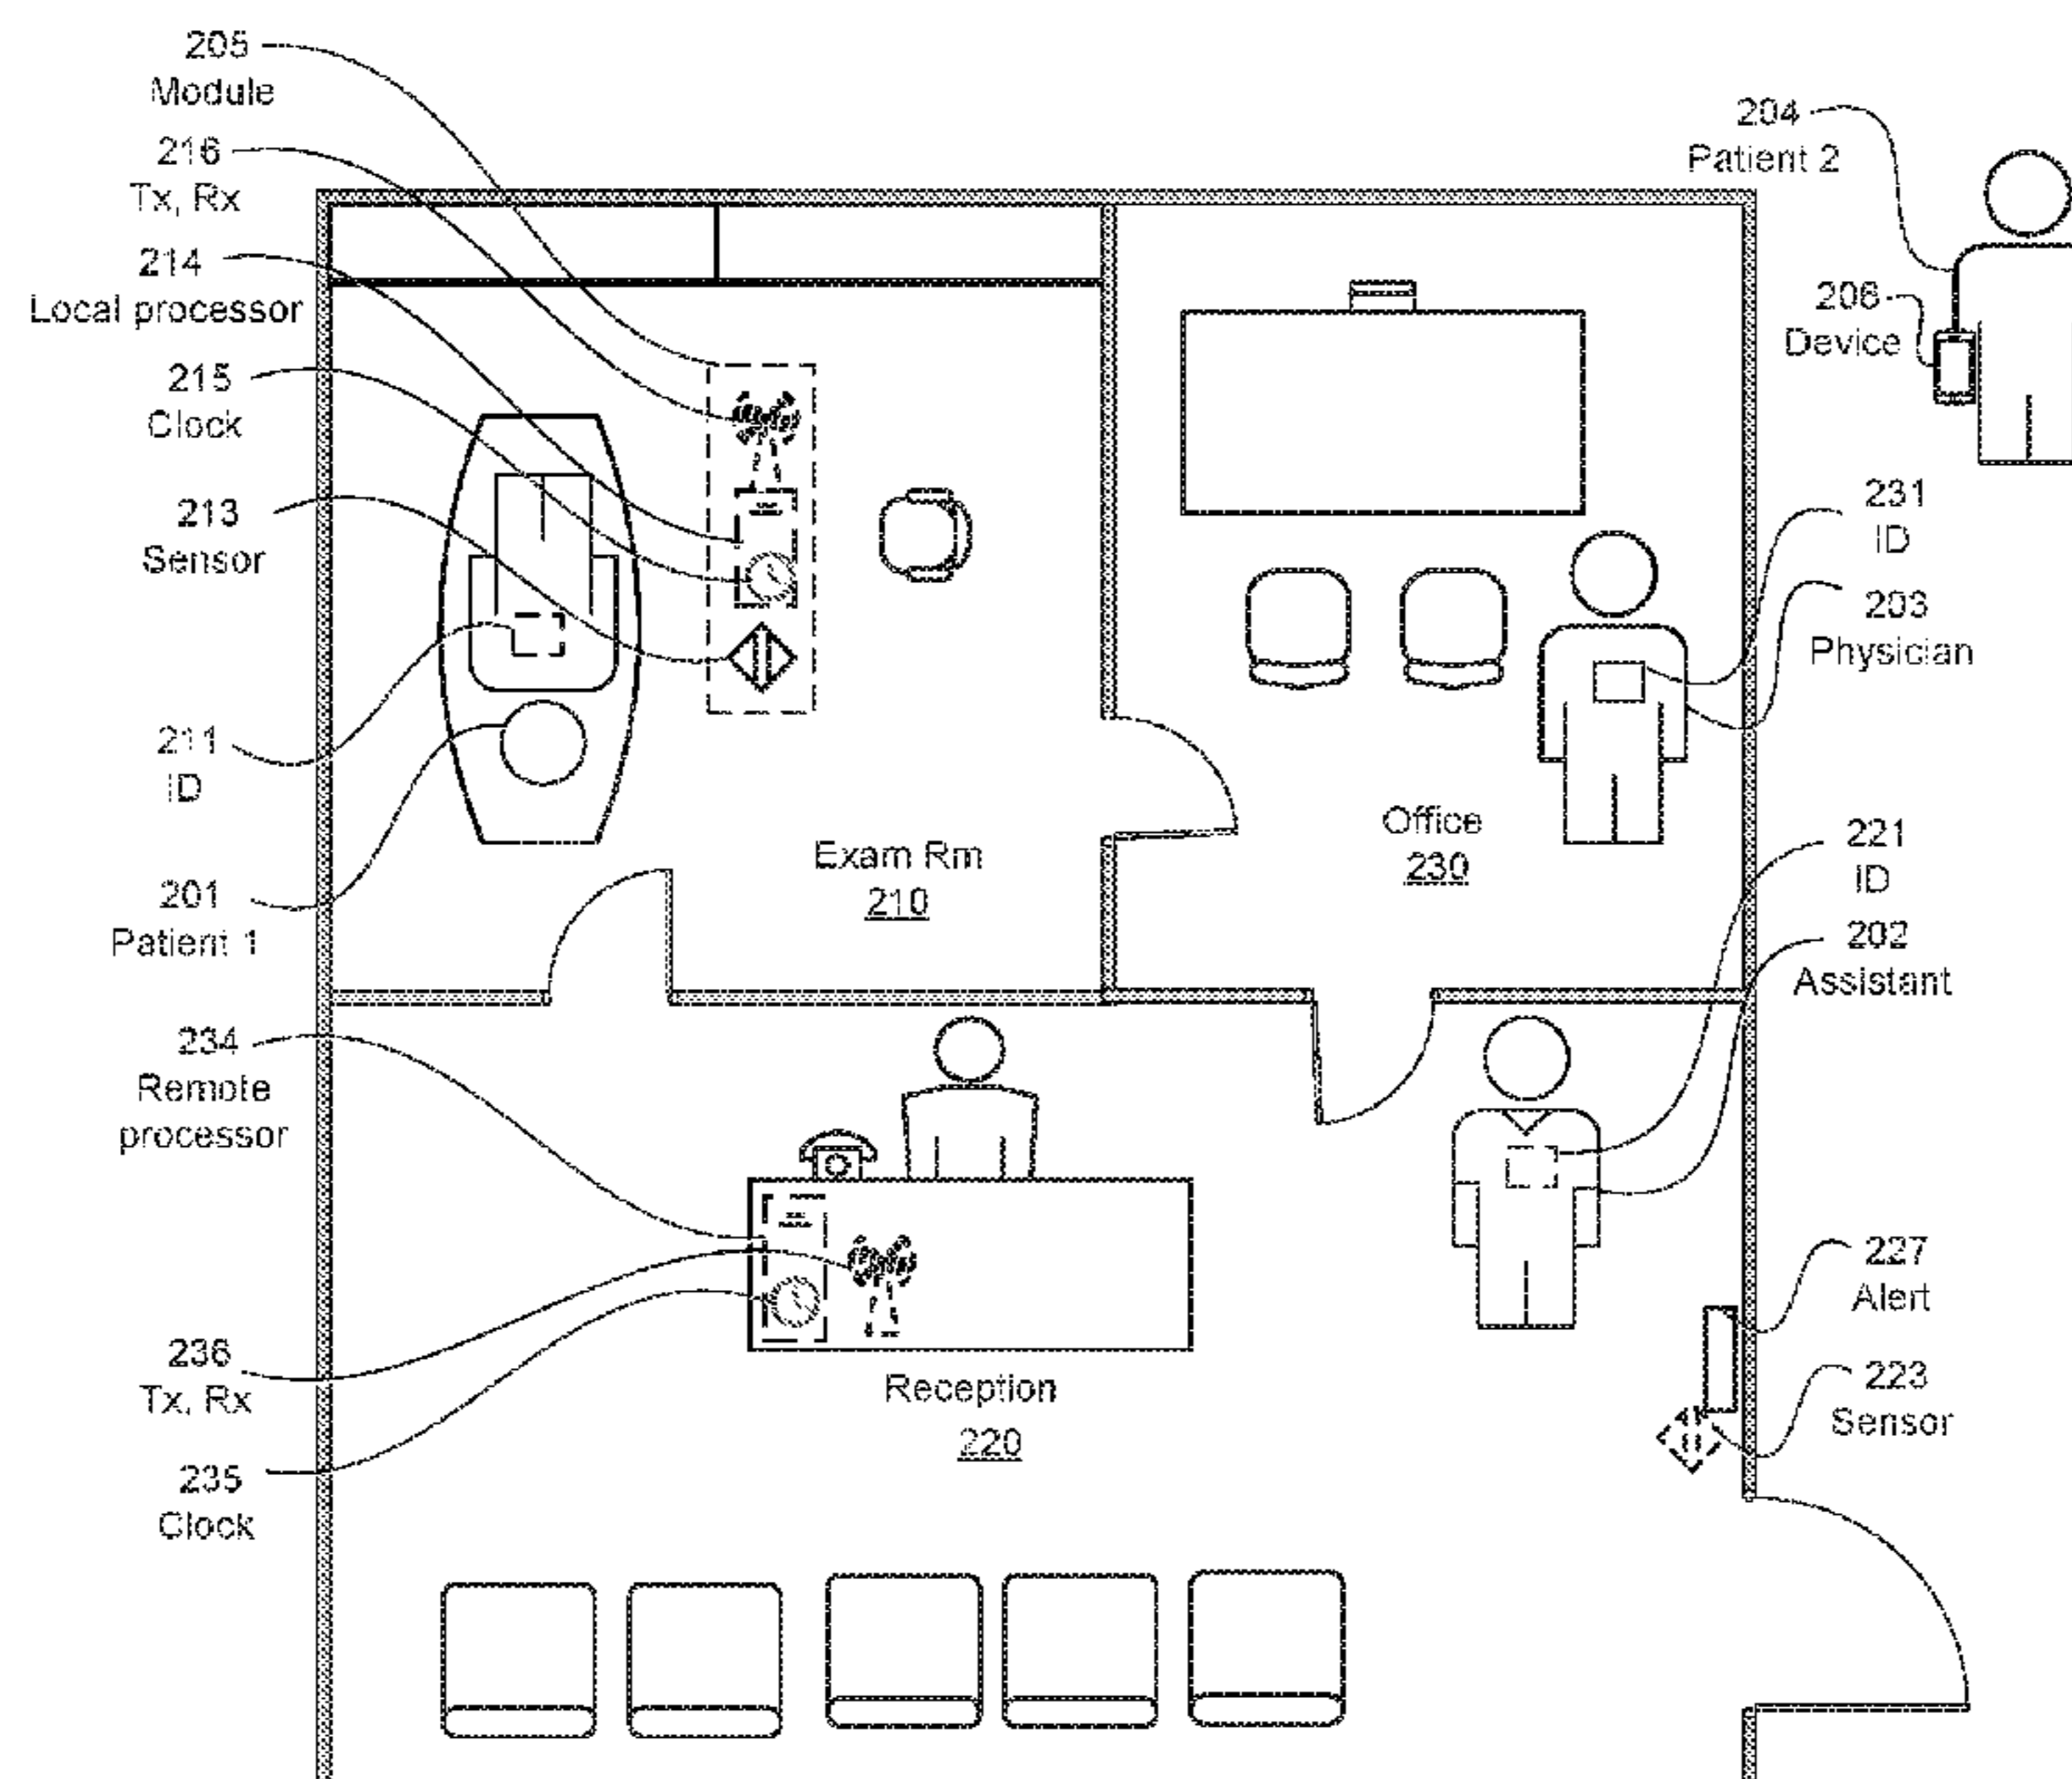 205
Module
216
Tx, Rx
214
Local processor
215
Clock
213
Sensor
211
ID
201
Patient 1
234
Remote
processor
236
Tx, Rx
235
Clock
Exam Rm
210
Office
230
Reception
220
204
Patient 2
206
Device
231
ID
203
Physician
221
ID
202
Assistant
227
Alert
223
Sensor